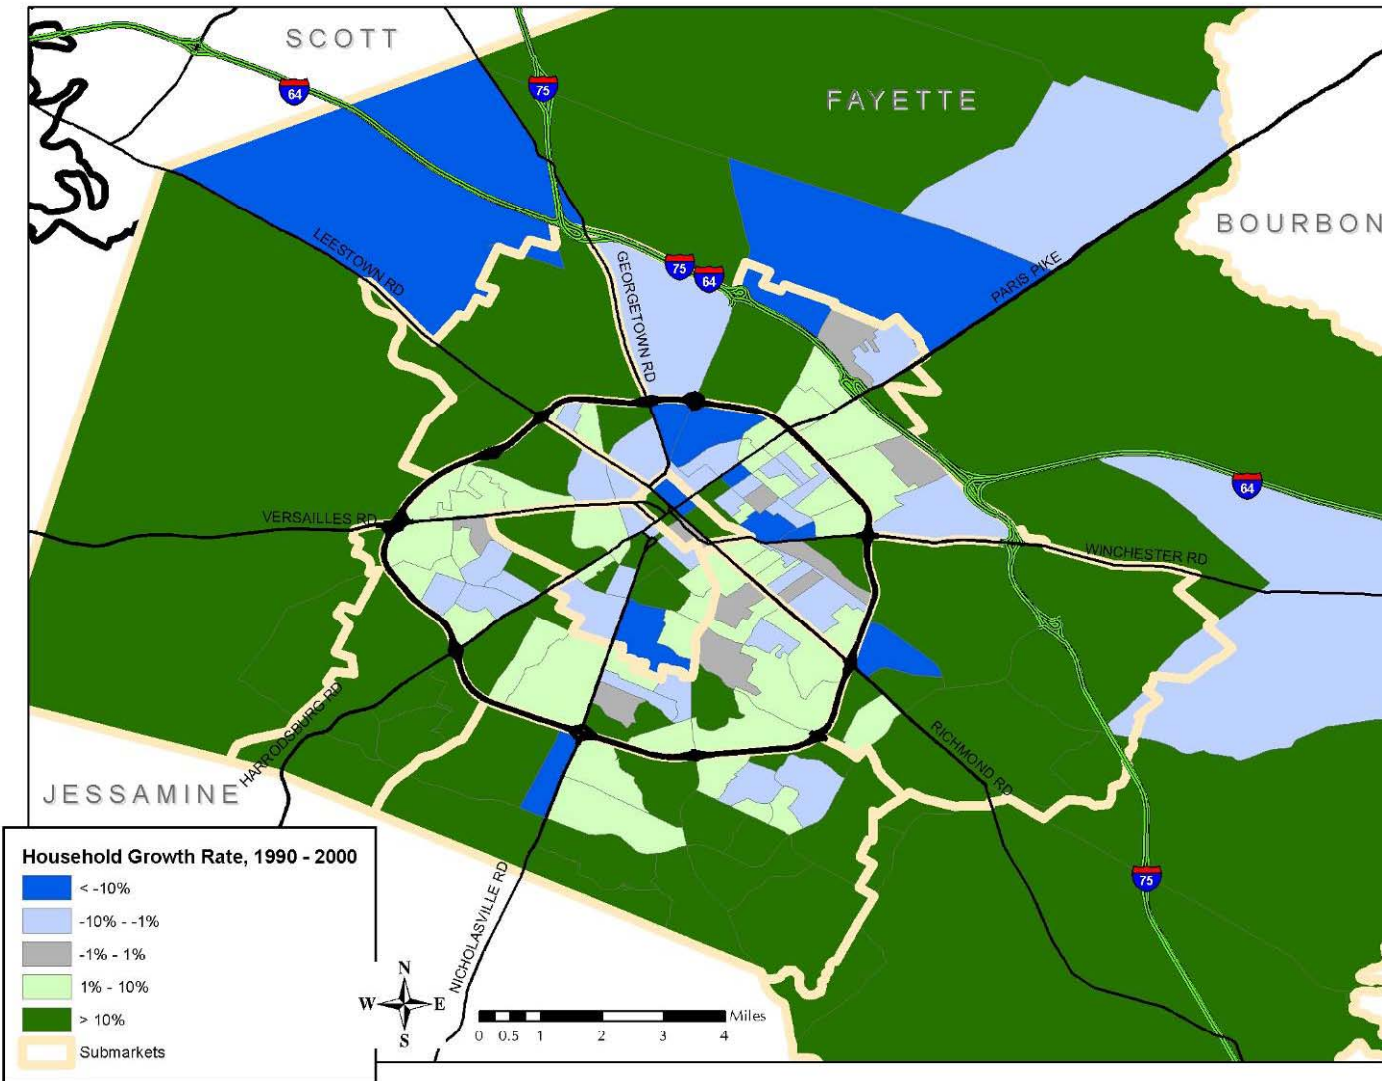 SCOTT
64
75
FAYETTE
BOURBON
LEESTOWN RD
GEORGETOWN RD
75
64
PARIS PIKE
64
VERSAILLES RD
WINCHESTER RD
HARRODSBURG RD
RICHMOND RD
JESSAMINE
NICHOLASVILLE RD
75
Household Growth Rate, 1990 - 2000
< -10%
-10% - -1%
-1% - 1%
1% - 10%
> 10%
Submarkets
N
W E
S
Miles
0 0.5 1 2 3 4